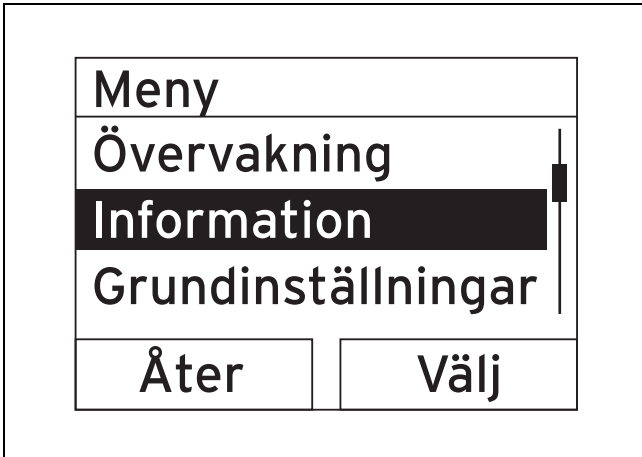 Meny
Övervakning
Information
Grundinställningar
Åter Välj